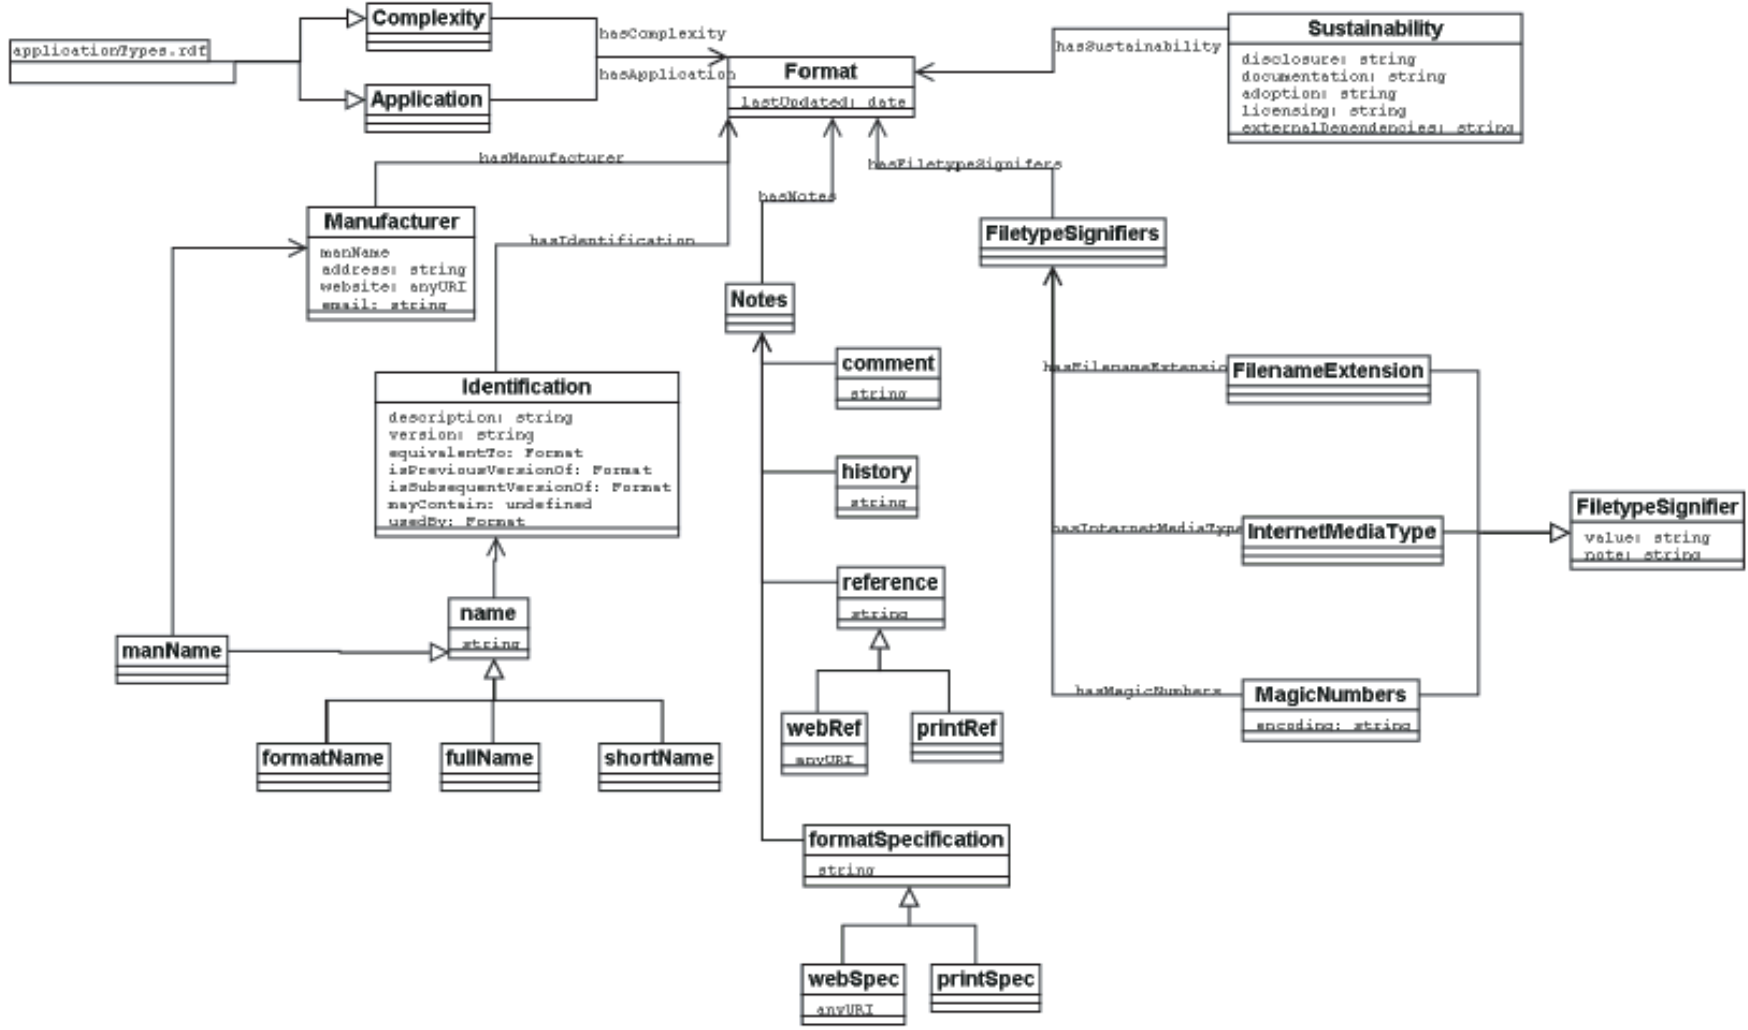 Complexity
applicationTypes.rdf
Application
hasComplexity
hasApplication
Format
lastUpdated: date
hasSustainability
Sustainability
disclosure: string
documentation: string
adoption: string
licensing: string
externalDependencies: string
hasManufacturer
hasFiletypeSignifers
hasNotes
hasIdentification
Manufacturer
manName
address: string
website: anyURI
email: string
FiletypeSignifiers
Notes
Identification
description: string
version: string
equivalentTo: Format
isPreviousVersionOf: Format
isSubsequentVersionOf: Format
mayContain: undefined
usedBy: Format
comment
string
history
string
reference
string
hasFilenameExtensio
FilenameExtension
hasInternetMediaType
InternetMediaType
FiletypeSignifier
value: string
note: string
hasMagicNumbers
MagicNumbers
encoding: string
name
string
manName
formatName
fullName
shortName
webRef
anyURI
printRef
formatSpecification
string
webSpec
anyURI
printSpec